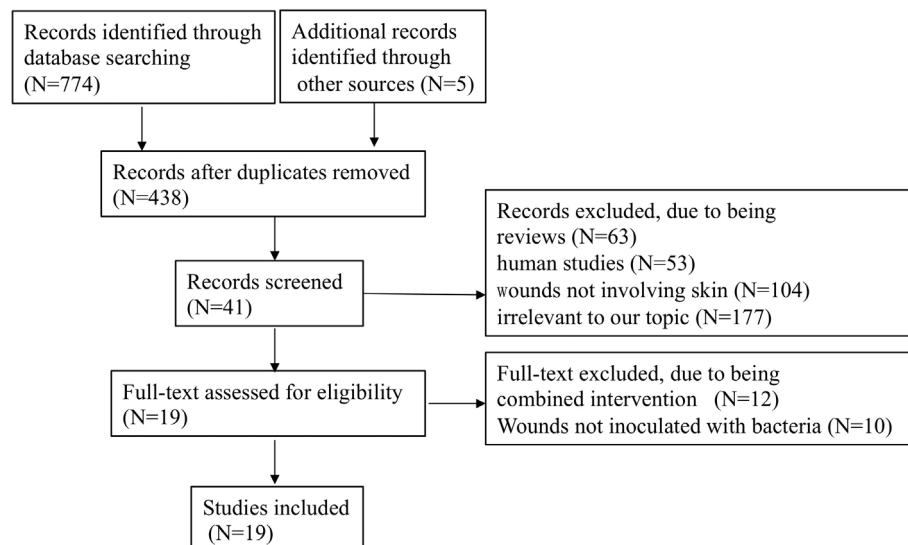 Records identified through
database searching
(N=774)
Additional records
identified through
other sources (N=5)
Records after duplicates removed
(N=438)
Records excluded, due to being
reviews (N=63)
human studies (N=53)
wounds not involving skin (N=104)
irrelevant to our topic (N=177)
Records screened
(N=41)
Full-text assessed for eligibility
(N=19)
Full-text excluded, due to being
combined intervention (N=12)
Wounds not inoculated with bacteria (N=10)
Studies included
(N=19)